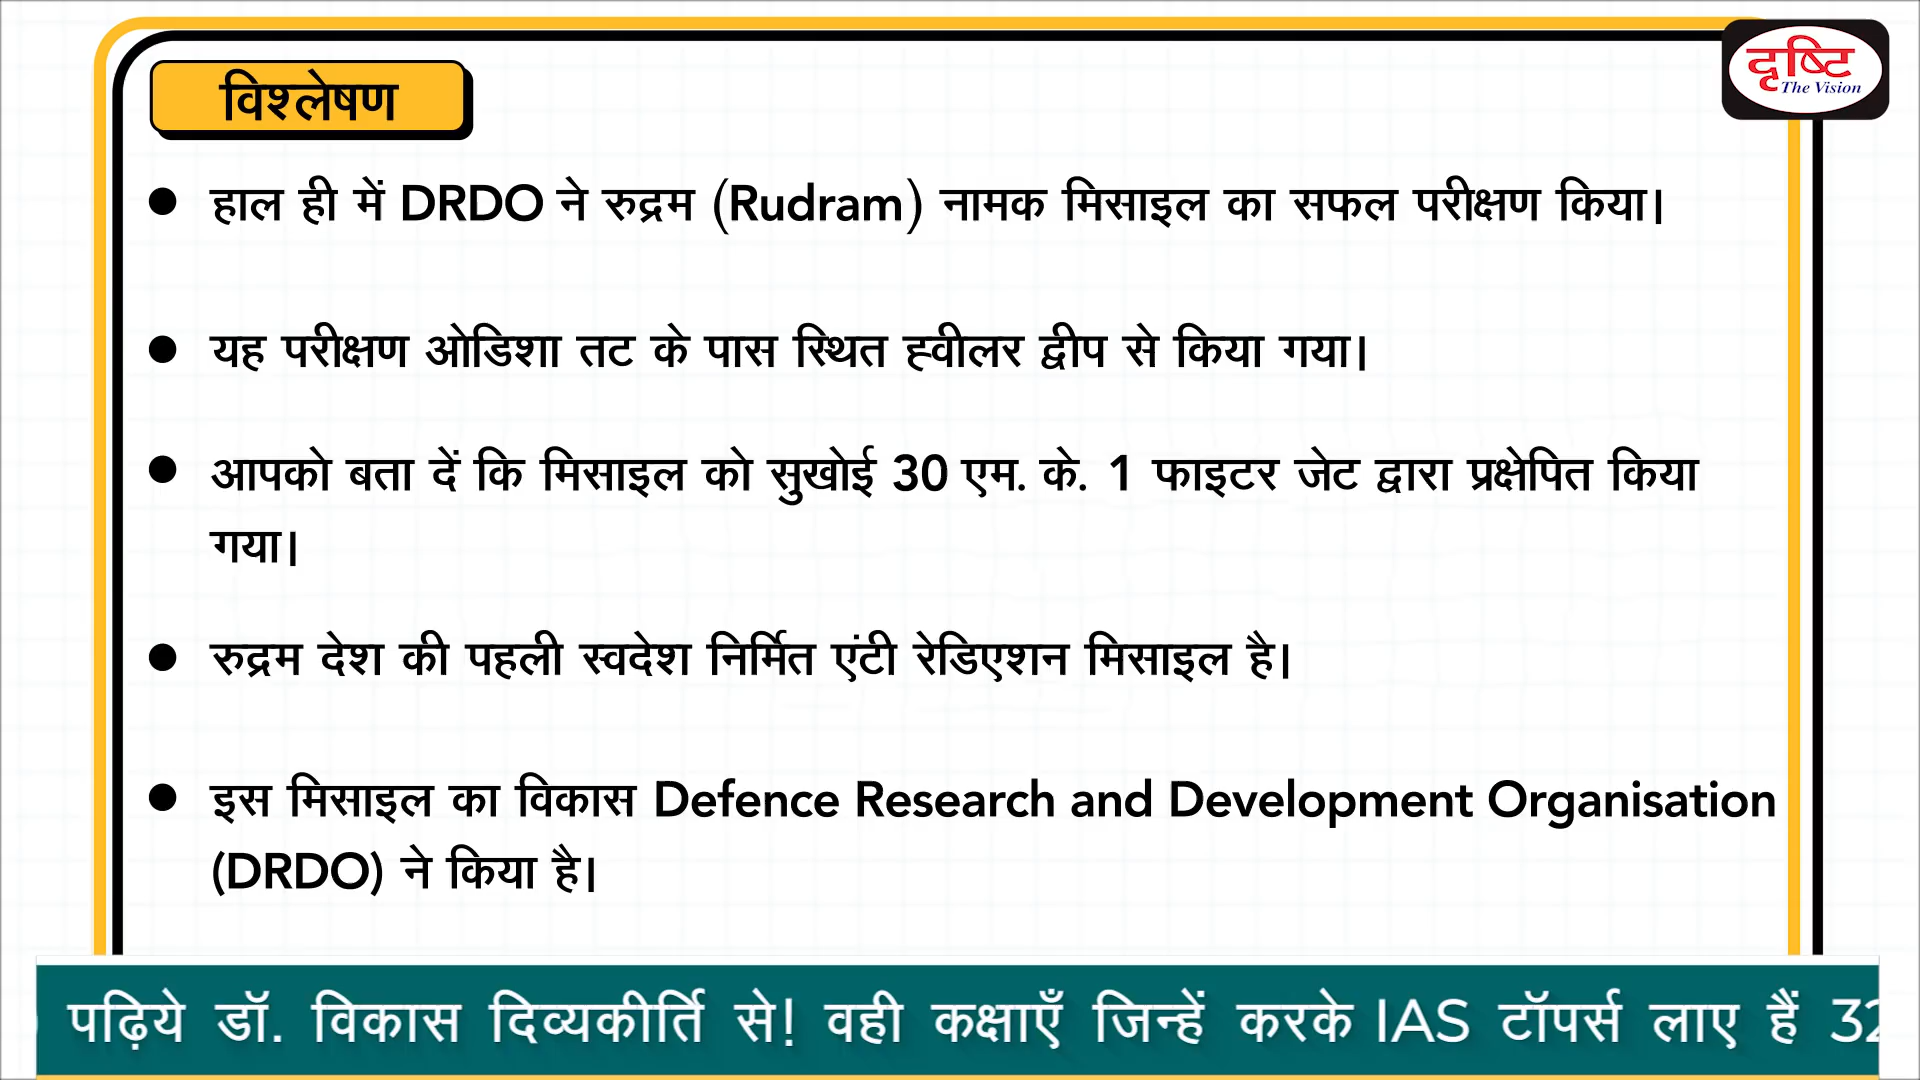 दृष्टि
The Vision
विश्लेषण
● हाल ही में DRDO ने रुद्रम (Rudram) नामक मिसाइल का सफल परीक्षण किया।
● यह परीक्षण ओडिशा तट के पास स्थित ह्वीलर द्वीप से किया गया।
● आपको बता दें कि मिसाइल को सुखोई 30 एम. के. 1 फाइटर जेट द्वारा प्रक्षेपित किया
गया।
● रुद्रम देश की पहली स्वदेश निर्मित एंटी रेडिएशन मिसाइल है।
● इस मिसाइल का विकास Defence Research and Development Organisation
(DRDO) ने किया है।
पढ़िये डॉ. विकास दिव्यकीर्ति से! वही कक्षाएँ जिन्हें करके IAS टॉपर्स लाए हैं 32